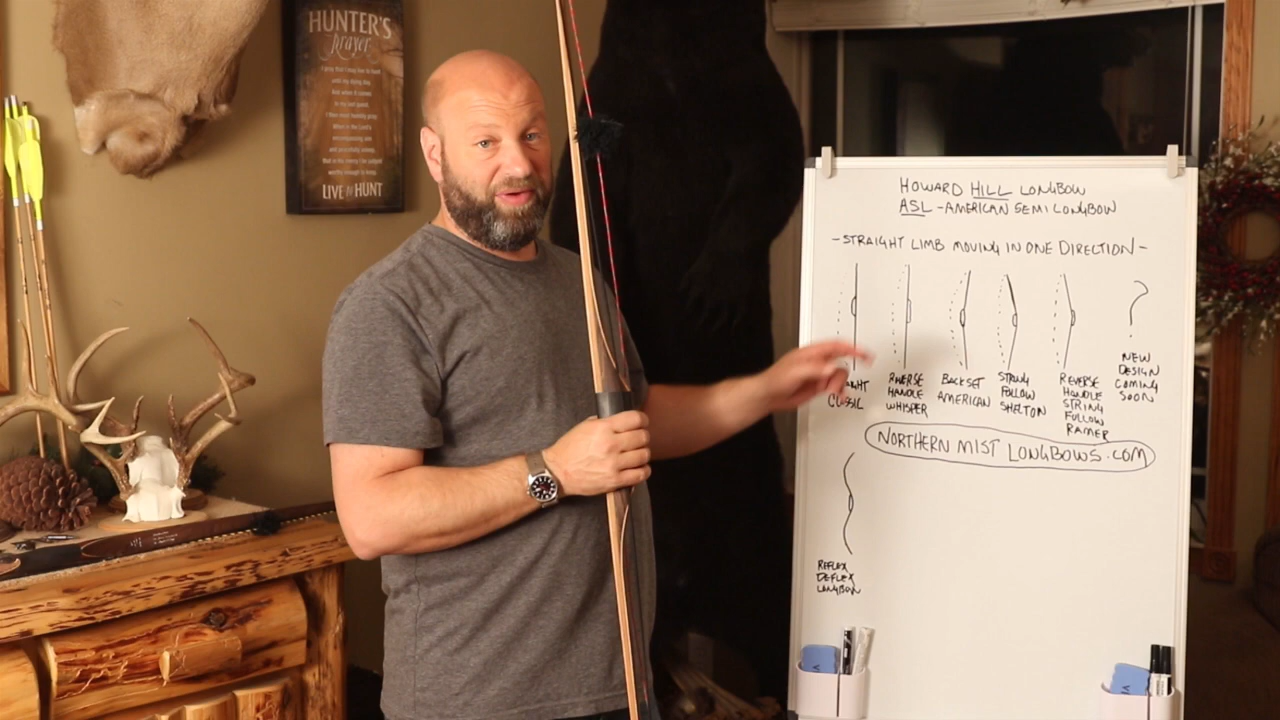 HUNTER'S
Prayer
LIVE TO HUNT
HOWARD HILL LONGBOW
ASL - AMERICAN SEMI LONGBOW
- STRAIGHT LIMB MOVING IN ONE DIRECTION -
CLASSIC
REVERSE
HANDLE
WHISPER
BACKSET
AMERICAN
STRING
FOLLOW
SHELTON
REVERSE
HANDLE
STRING
FOLLOW
RAMER
?
NEW
DESIGN
COMING
SOON
NORTHERN MIST LONGBOWS.COM
REFLEX
DEFLEX
LONGBOW